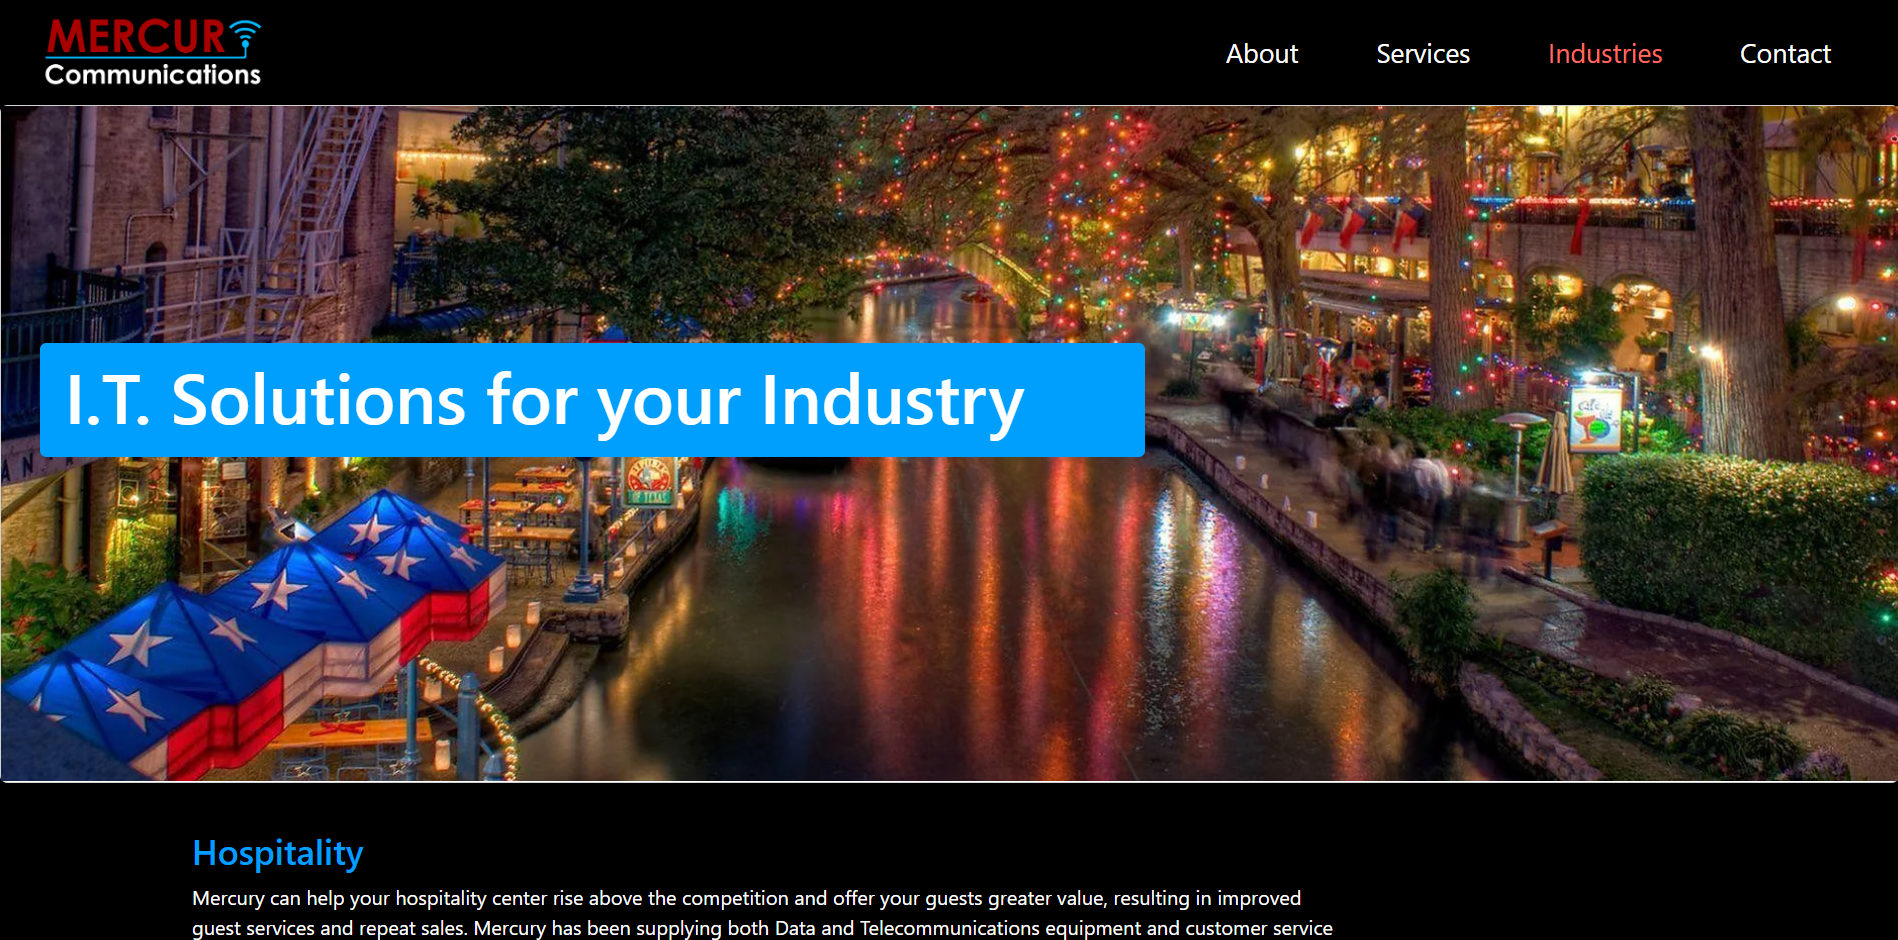 MERCUR
Communications
About
Services
Industries
Contact
I.T. Solutions for your Industry
Hospitality
Mercury can help your hospitality center rise above the competition and offer your guests greater value, resulting in improved
guest services and repeat sales. Mercury has been supplying both Data and Telecommunications equipment and customer service